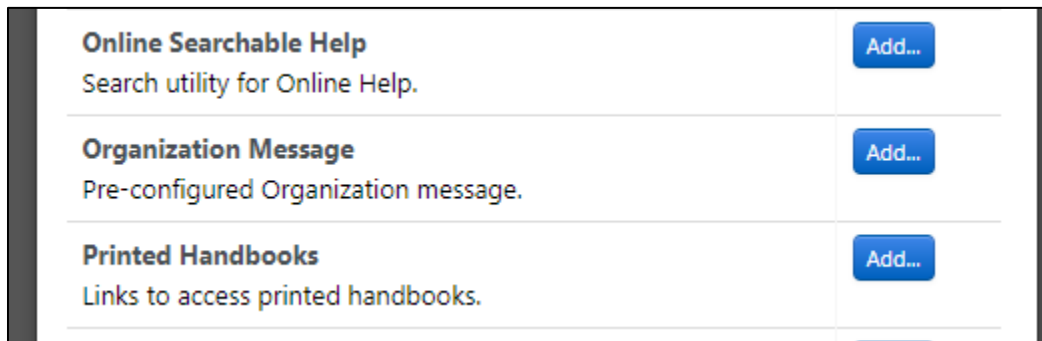 Online Searchable Help
Add...
Search utility for Online Help.
Organization Message
Add...
Pre-configured Organization message.
Printed Handbooks
Add...
Links to access printed handbooks.